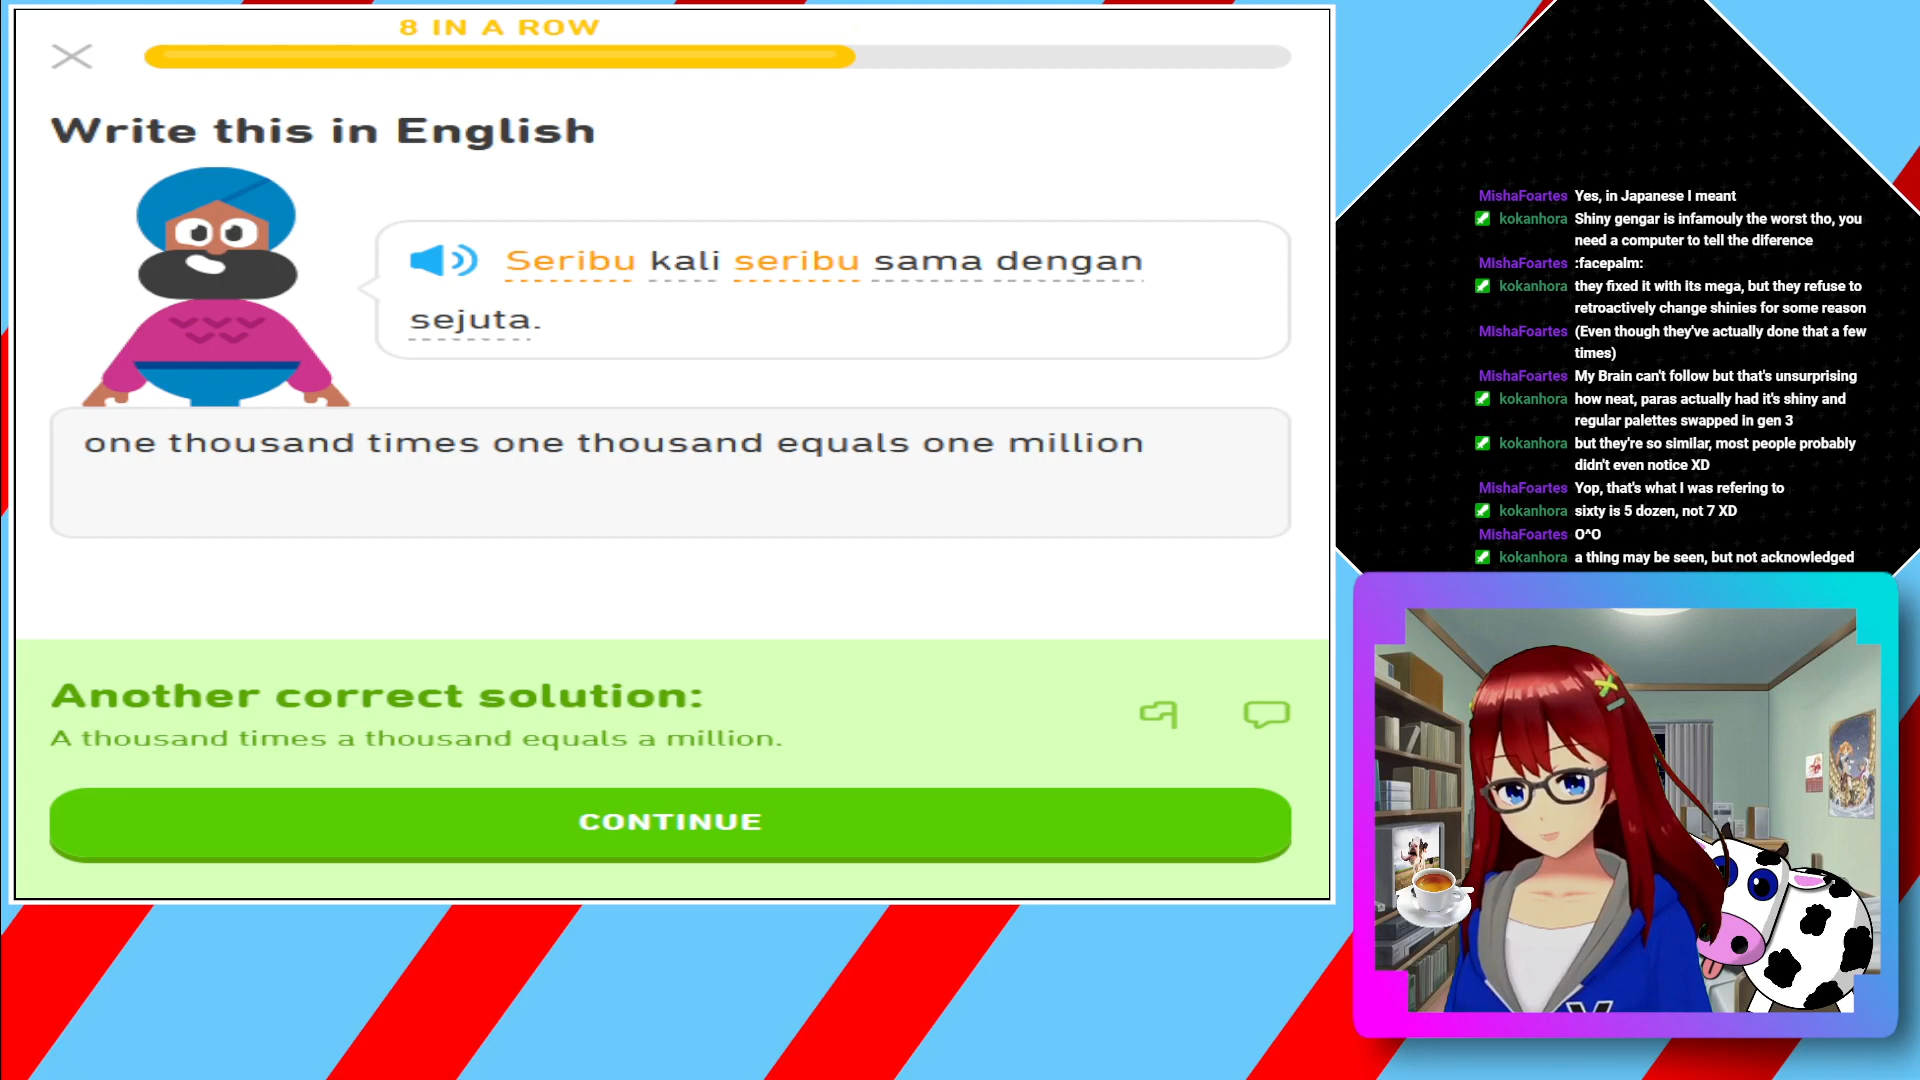 8 IN A ROW
Write this in English
Seribu kali seribu sama dengan
sejuta.
one thousand times one thousand equals one million
Another correct solution:
A thousand times a thousand equals a million.
CONTINUE
MishaFoartes Yes, in Japanese I meant
kokanhora Shiny gengar is infamouly the worst tho, you
need a computer to tell the diference
MishaFoartes :facepalm:
kokanhora they fixed it with its mega, but they refuse to
retroactively change shinies for some reason
MishaFoartes (Even though they've actually done that a few
times)
MishaFoartes My Brain can't follow but that's unsurprising
kokanhora how neat, paras actually had it's shiny and
regular palettes swapped in gen 3
kokanhora but they're so similar, most people probably
didn't even notice XD
MishaFoartes Yop, that's what I was refering to
kokanhora sixty is 5 dozen, not 7 XD
MishaFoartes O^O
kokanhora a thing may be seen, but not acknowledged